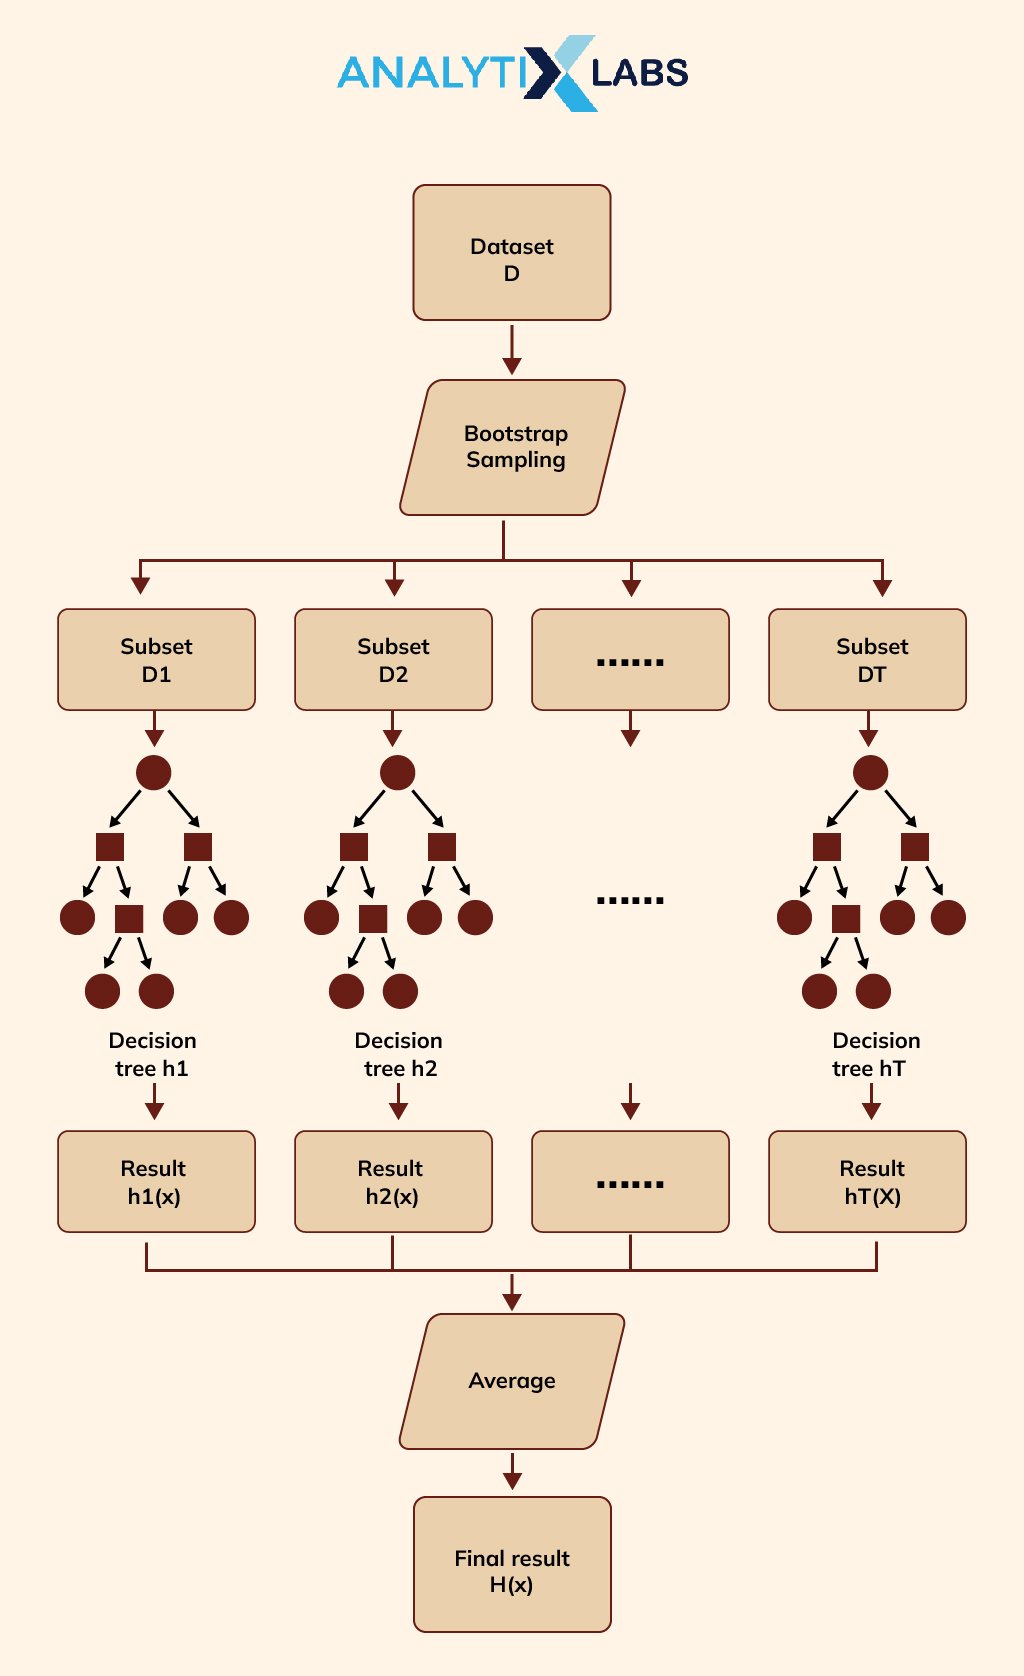 ANALYTIX LABS
Dataset
D
Bootstrap
Sampling
Subset
D1
Subset
D2
......
Subset
DT
......
Decision
tree h1
Decision
tree h2
Decision
tree hT
Result
h1(x)
Result
h2(x)
......
Result
hT(X)
Average
Final result
H(x)